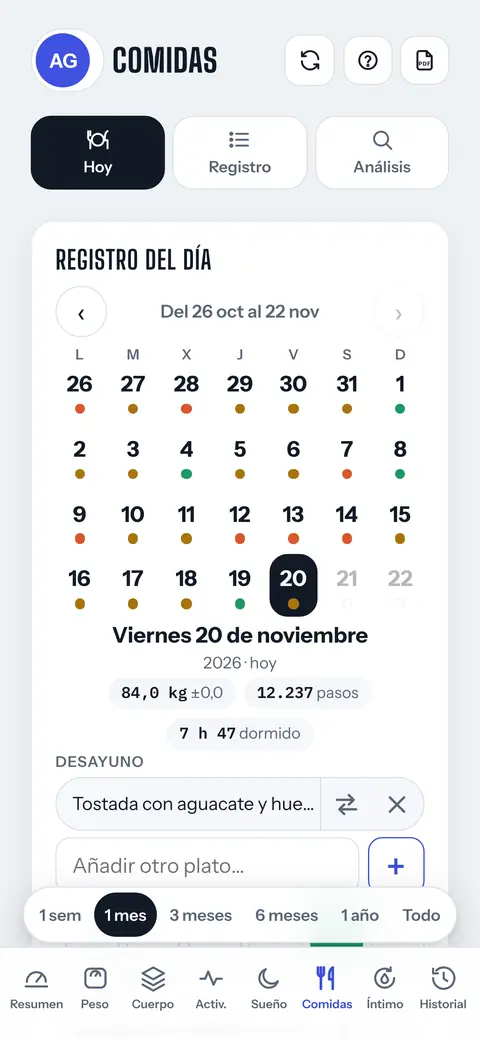 AG COMIDAS
PDF
Hoy Registro Análisis
REGISTRO DEL DÍA
‹ Del 26 oct al 22 nov ›
L M X J V S D
26 27 28 29 30 31 1
2 3 4 5 6 7 8
9 10 11 12 13 14 15
16 17 18 19 20 21 22
Viernes 20 de noviembre
2026 · hoy
84,0 kg ±0,0 12.237 pasos
7 h 47 dormido
DESAYUNO
Tostada con aguacate y hue...
Añadir otro plato...
+
1 sem 1 mes 3 meses 6 meses 1 año Todo
Resumen Peso Cuerpo Activ. Sueño Comidas Íntimo Historial